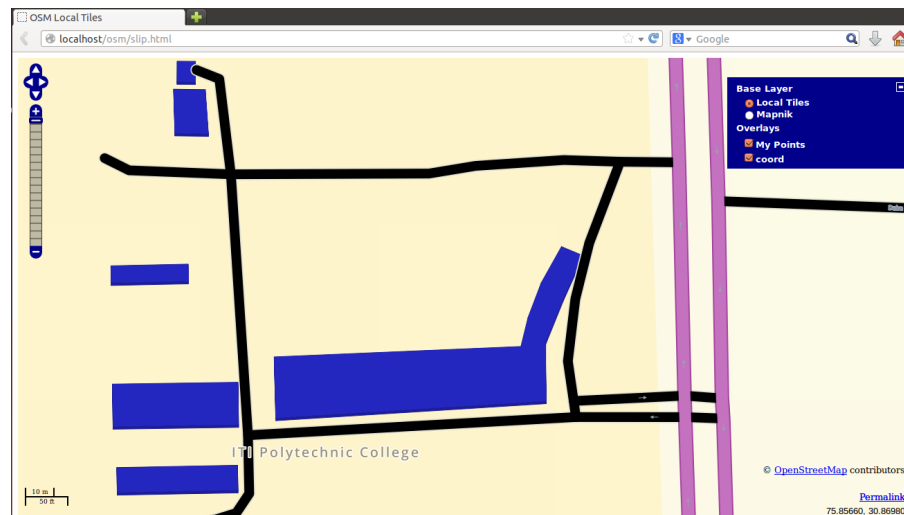 OSM Local Tiles
localhost/osm/slip.html
Google
Base Layer
Local Tiles
Mapnik
Overlays
My Points
coord
ITI Polytechnic College
10 m
50 ft
© OpenStreetMap contributors
Permalink
75.85660, 30.86980